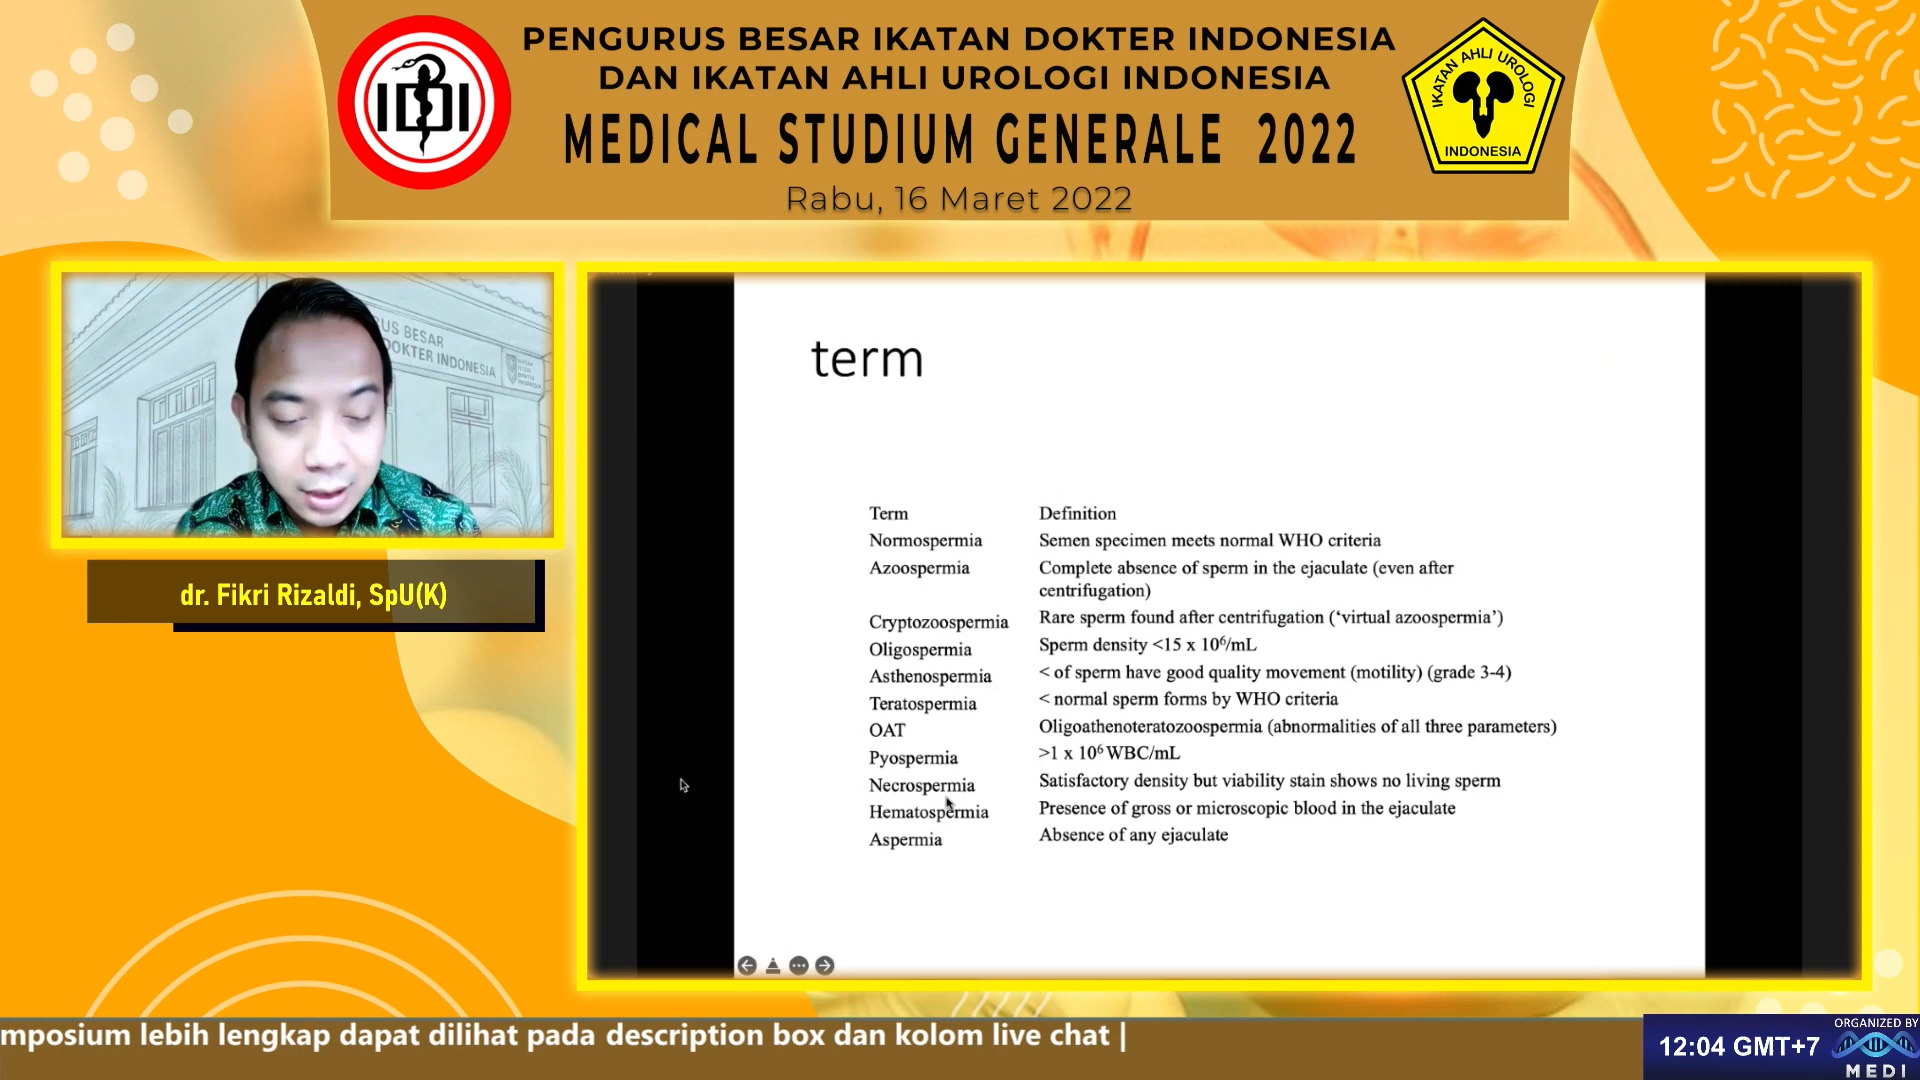 PENGURUS BESAR IKATAN DOKTER INDONESIA
DAN IKATAN AHLI UROLOGI INDONESIA
MEDICAL STUDIUM GENERALE 2022
Rabu, 16 Maret 2022
IDI
IKATAN AHLI UROLOGI
INDONESIA
RUS BESAR
DOKTER INDONESIA
dr. Fikri Rizaldi, SpU(K)
term
Term Definition
Normospermia Semen specimen meets normal WHO criteria
Azoospermia Complete absence of sperm in the ejaculate (even after
centrifugation)
Cryptozoospermia Rare sperm found after centrifugation (‘virtual azoospermia’)
Oligospermia Sperm density <15 x 10⁶/mL
Asthenospermia < of sperm have good quality movement (motility) (grade 3-4)
Teratospermia < normal sperm forms by WHO criteria
OAT Oligoathenoteratozoospermia (abnormalities of all three parameters)
Pyospermia >1 x 10⁶ WBC/mL
Necrospermia Satisfactory density but viability stain shows no living sperm
Hematospermia Presence of gross or microscopic blood in the ejaculate
Aspermia Absence of any ejaculate
mposium lebih lengkap dapat dilihat pada description box dan kolom live chat |
12:04 GMT+7
ORGANIZED BY
MEDI